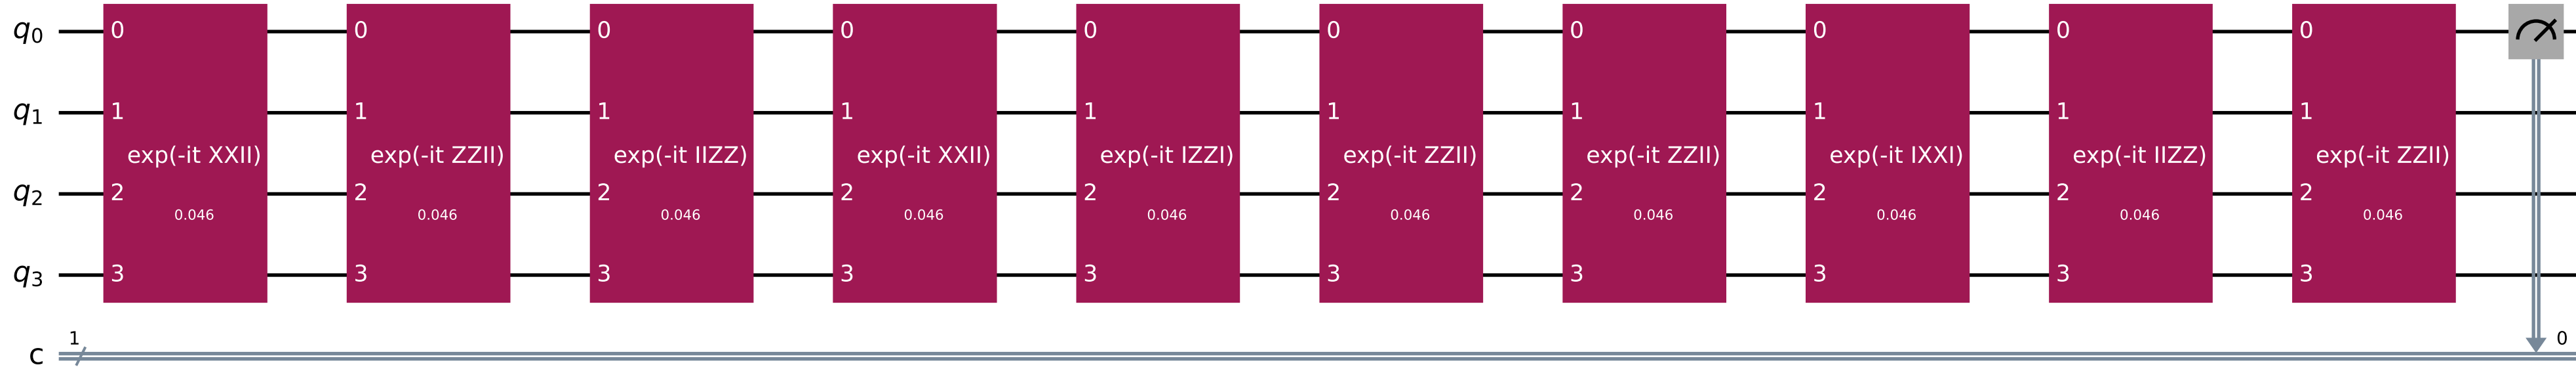 q0 0 0 0 0 0 0 0 0 0 0
q1 1 1 1 1 1 1 1 1 1 1
exp(-it XXII) exp(-it ZZII) exp(-it IIZZ) exp(-it XXII) exp(-it IZZI) exp(-it ZZII) exp(-it ZZII) exp(-it IXXI) exp(-it IIZZ) exp(-it ZZII)
q2 2 2 2 2 2 2 2 2 2 2
0.046 0.046 0.046 0.046 0.046 0.046 0.046 0.046 0.046 0.046
q3 3 3 3 3 3 3 3 3 3 3
1 0
c